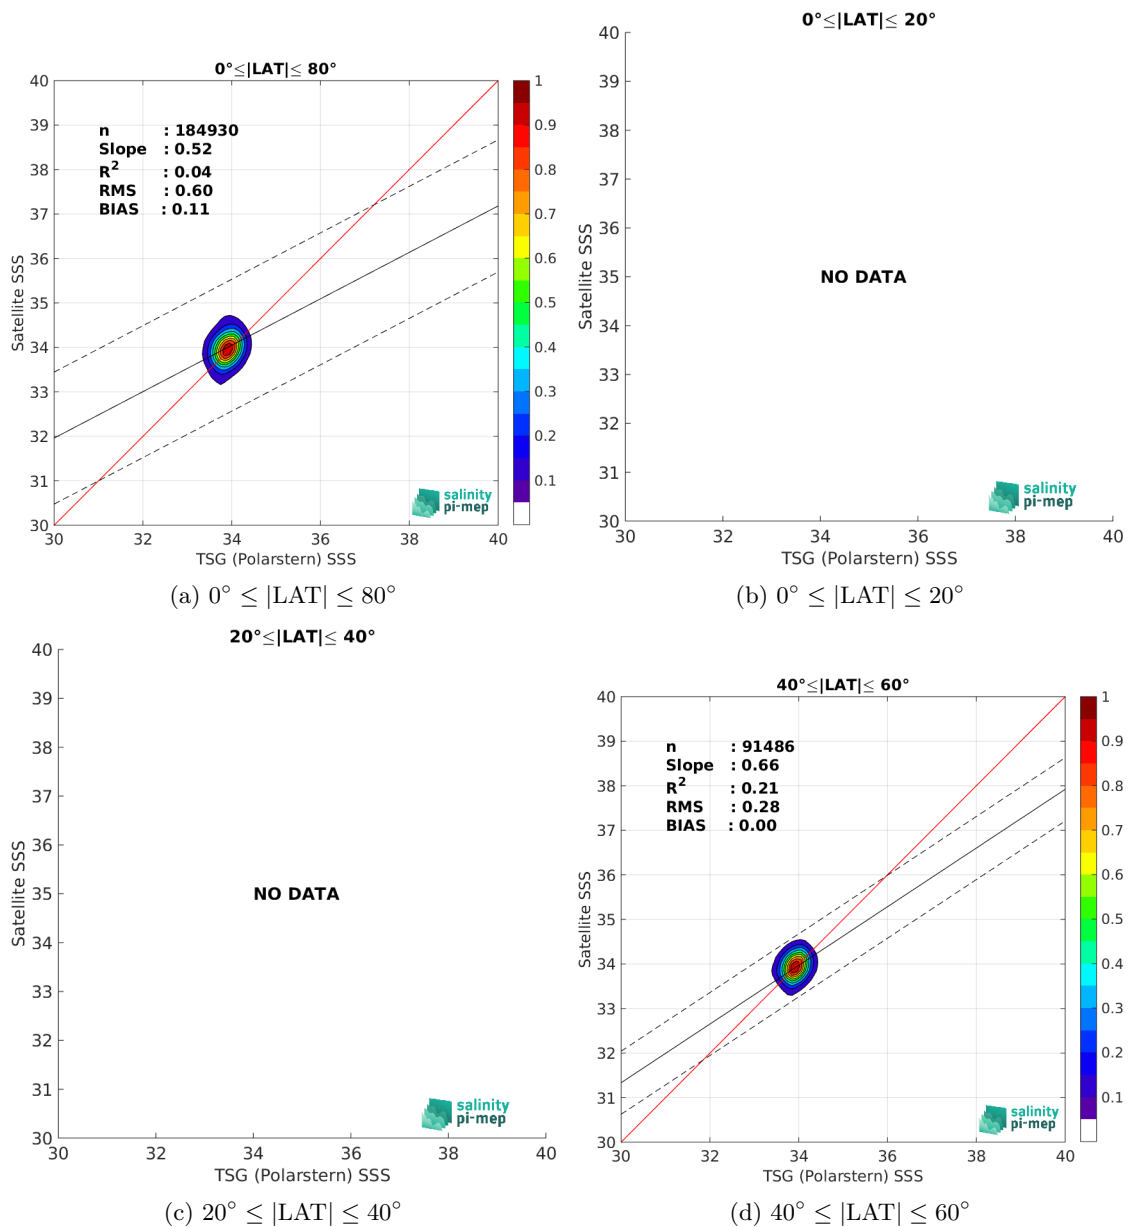 0°≤|LAT|≤ 80°
n : 184930
Slope : 0.52
R² : 0.04
RMS : 0.60
BIAS : 0.11
40
39
38
37
36
35
34
33
32
31
30
Satellite SSS
30 32 34 36 38 40
TSG (Polarstern) SSS
1
0.9
0.8
0.7
0.6
0.5
0.4
0.3
0.2
0.1
salinity
pi-mep
(a) 0° ≤ |LAT| ≤ 80°
0°≤|LAT|≤ 20°
40
39
38
37
36
35
34
33
32
31
30
Satellite SSS
NO DATA
30 32 34 36 38 40
TSG (Polarstern) SSS
salinity
pi-mep
(b) 0° ≤ |LAT| ≤ 20°
20°≤|LAT|≤ 40°
40
39
38
37
36
35
34
33
32
31
30
Satellite SSS
NO DATA
30 32 34 36 38 40
TSG (Polarstern) SSS
salinity
pi-mep
(c) 20° ≤ |LAT| ≤ 40°
40°≤|LAT|≤ 60°
n : 91486
Slope : 0.66
R² : 0.21
RMS : 0.28
BIAS : 0.00
40
39
38
37
36
35
34
33
32
31
30
Satellite SSS
30 32 34 36 38 40
TSG (Polarstern) SSS
1
0.9
0.8
0.7
0.6
0.5
0.4
0.3
0.2
0.1
salinity
pi-mep
(d) 40° ≤ |LAT| ≤ 60°